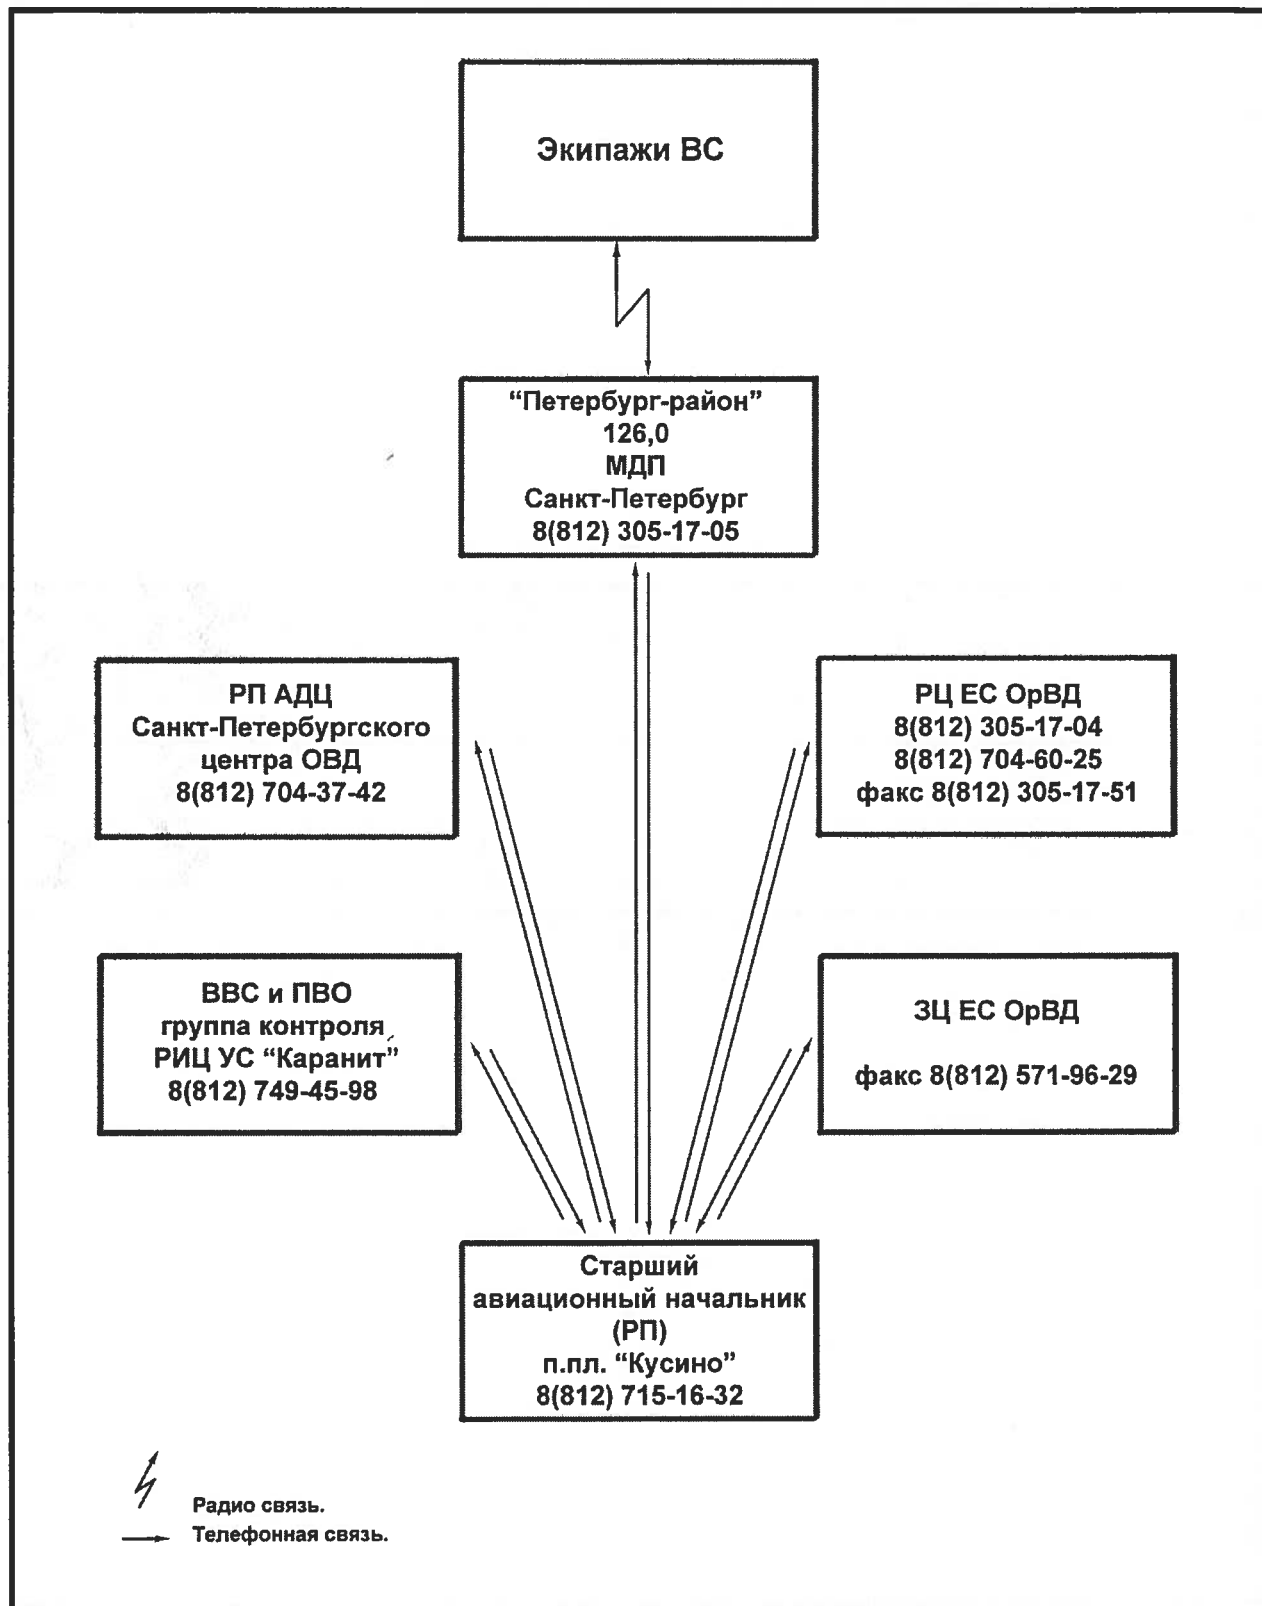 Экипажи ВС
“Петербург-район”
126,0
МДП
Санкт-Петербург
8(812) 305-17-05
РП АДЦ
Санкт-Петербургского
центра ОВД
8(812) 704-37-42
РЦ ЕС ОрВД
8(812) 305-17-04
8(812) 704-60-25
факс 8(812) 305-17-51
ВВС и ПВО
группа контроля
РИЦ УС “Каранит”
8(812) 749-45-98
ЗЦ ЕС ОрВД
факс 8(812) 571-96-29
Старший
авиационный начальник
(РП)
п.пл. “Кусино”
8(812) 715-16-32
Радио связь.
Телефонная связь.